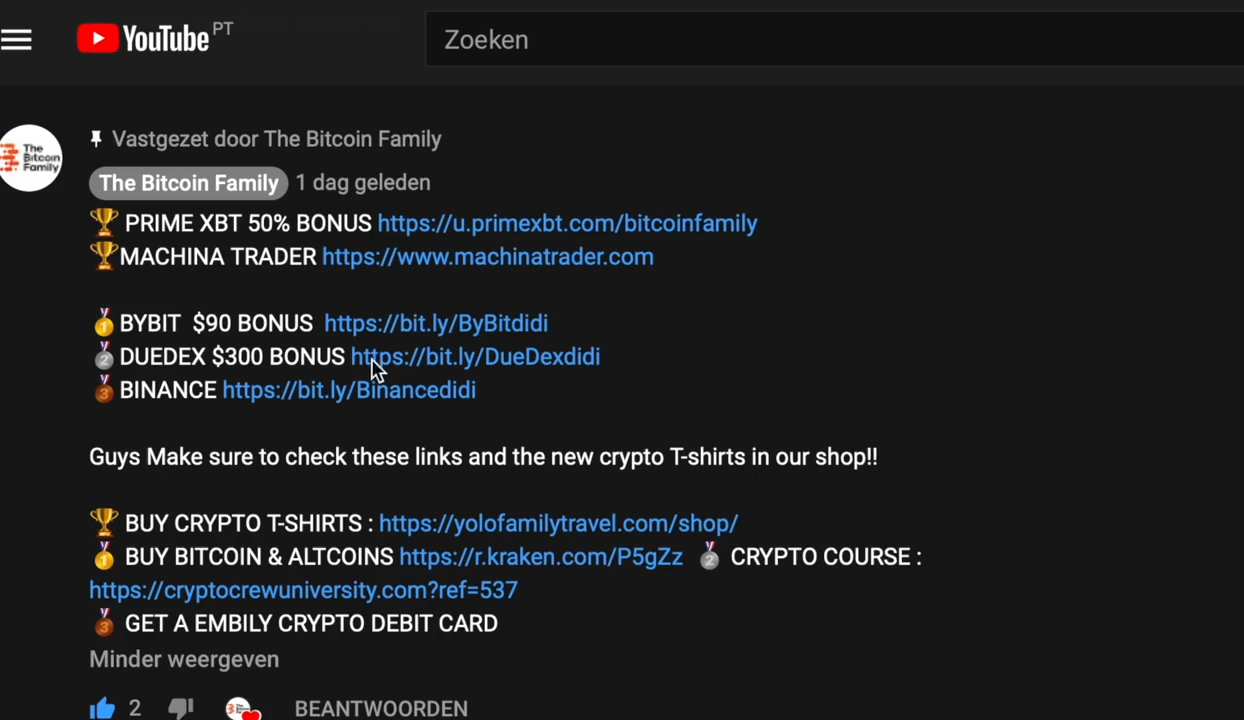 YouTube PT
Zoeken
The Bitcoin Family
Vastgezet door The Bitcoin Family
The Bitcoin Family 1 dag geleden
🏆 PRIME XBT 50% BONUS https://u.primexbt.com/bitcoinfamily
🏆MACHINA TRADER https://www.machinatrader.com
🥇BYBIT $90 BONUS https://bit.ly/ByBitdidi
🥈DUEDEX $300 BONUS https://bit.ly/DueDexdidi
🥉BINANCE https://bit.ly/Binancedidi
Guys Make sure to check these links and the new crypto T-shirts in our shop!!
🏆 BUY CRYPTO T-SHIRTS : https://yolofamilytravel.com/shop/
🥇 BUY BITCOIN & ALTCOINS https://r.kraken.com/P5gZz 🥈 CRYPTO COURSE :
https://cryptocrewuniversity.com?ref=537
🥉 GET A EMBILY CRYPTO DEBIT CARD
Minder weergeven
2 BEANTWOORDEN